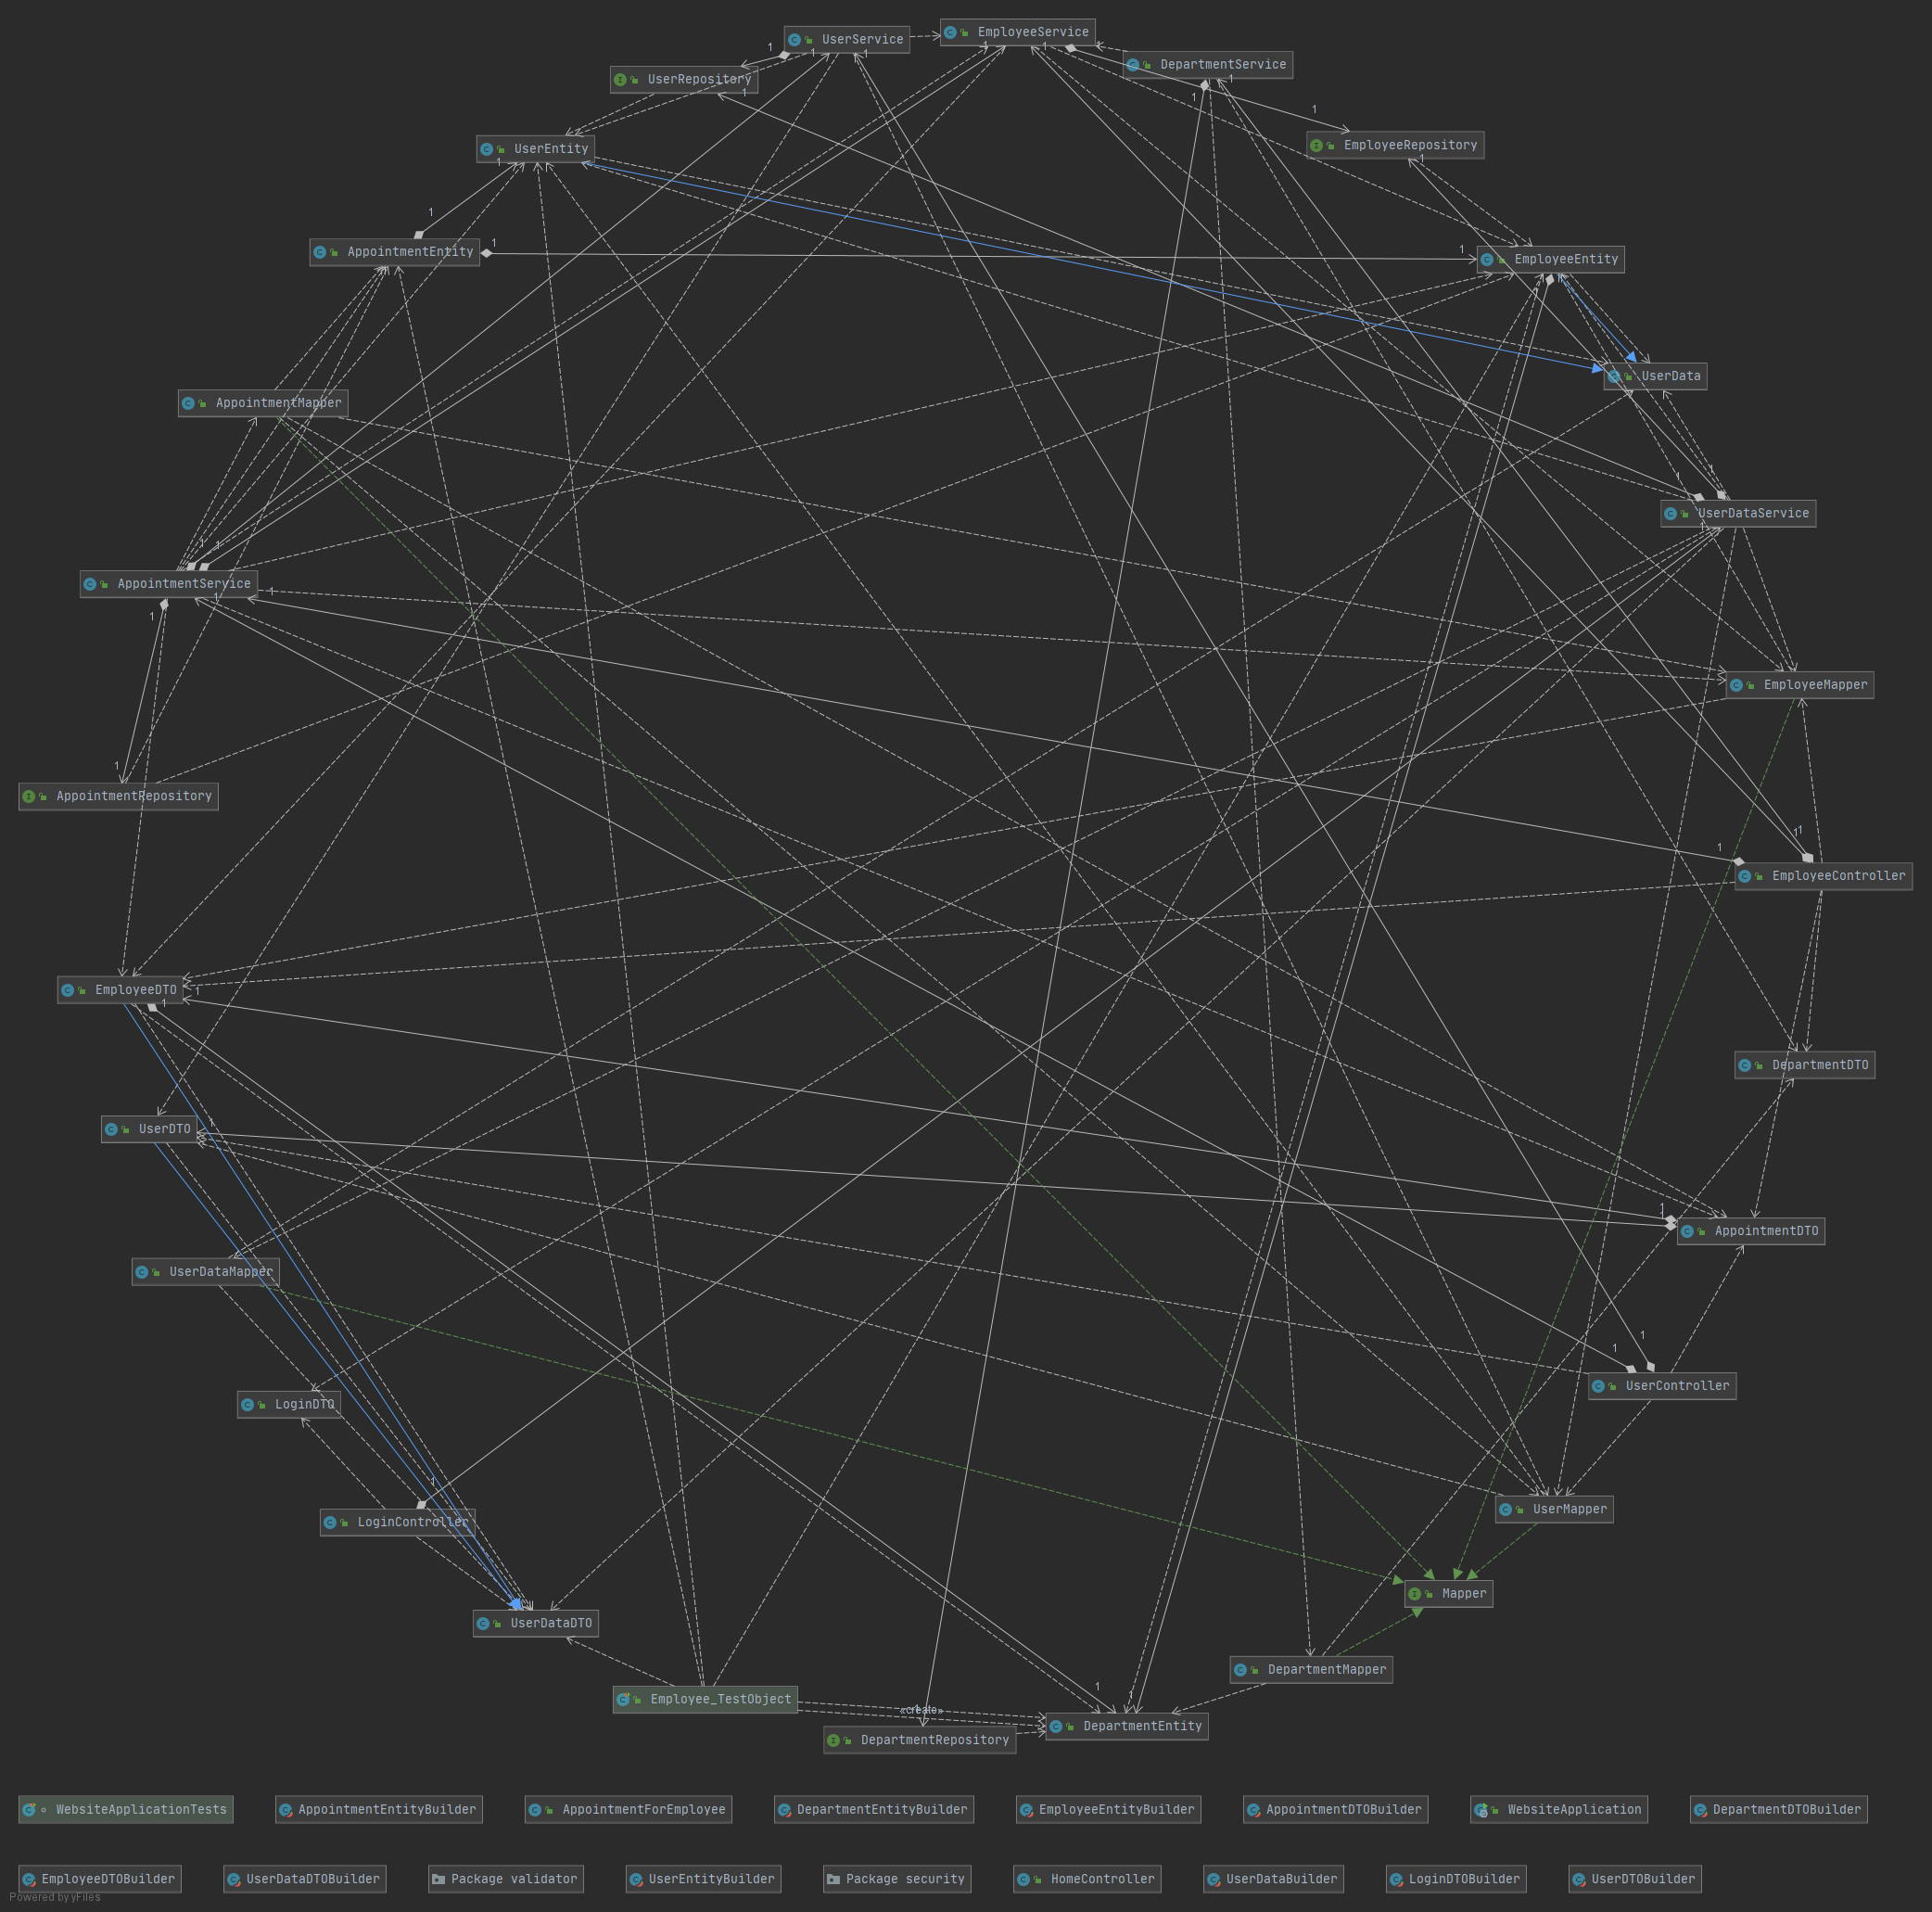 UserService
EmployeeService
DepartmentService
UserRepository
EmployeeRepository
UserEntity
AppointmentEntity
EmployeeEntity
UserData
AppointmentMapper
UserDataService
AppointmentService
EmployeeMapper
AppointmentRepository
EmployeeController
EmployeeDTO
DepartmentDTO
UserDTO
AppointmentDTO
UserDataMapper
UserController
LoginDTO
UserMapper
LoginController
Mapper
UserDataDTO
DepartmentMapper
Employee_TestObject
«create»
DepartmentEntity
DepartmentRepository
WebsiteApplicationTests AppointmentEntityBuilder AppointmentForEmployee DepartmentEntityBuilder EmployeeEntityBuilder AppointmentDTOBuilder WebsiteApplication DepartmentDTOBuilder
EmployeeDTOBuilder UserDataDTOBuilder Package validator UserEntityBuilder Package security HomeController UserDataBuilder LoginDTOBuilder UserDTOBuilder
Powered by yFiles